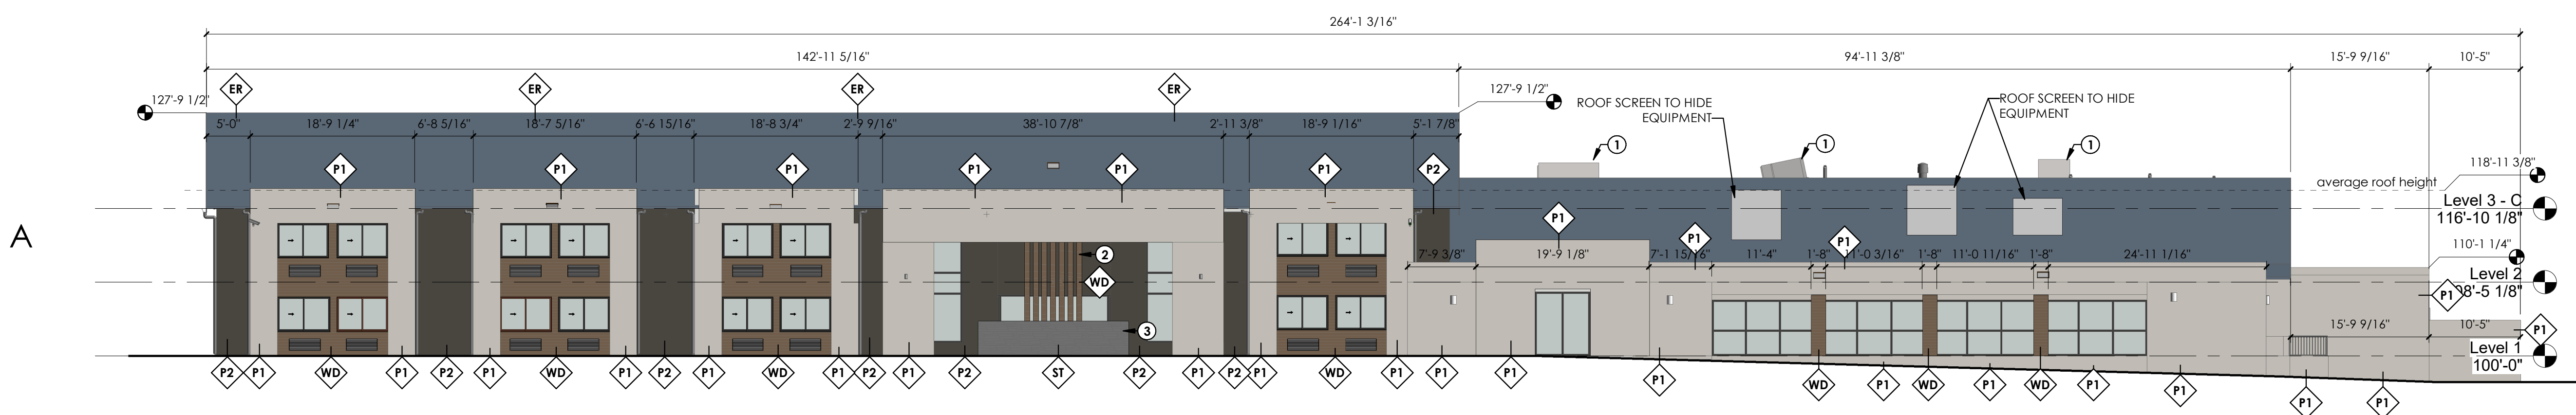 264'-1 3/16"
142'-11 5/16"
94'-11 3/8"
15'-9 9/16"
10'-5"
ER
ER
ER
ER
127'-9 1/2"
127'-9 1/2"
ROOF SCREEN TO HIDE
EQUIPMENT
ROOF SCREEN TO HIDE
EQUIPMENT
5'-0"
18'-9 1/4"
6'-8 5/16"
18'-7 5/16"
6'-6 15/16"
18'-8 3/4"
2'-9 9/16"
38'-10 7/8"
2'-11 3/8"
18'-9 1/16"
5'-1 7/8"
1
1
1
P1
P1
P1
P1
P1
P1
P2
118'-11 3/8"
average roof height
Level 3 - C
116'-10 1/8"
A
P1
P1
P1
110'-1 1/4"
7'-9 3/8"
19'-9 1/8"
7'-1 15/16"
11'-4"
1'-8"
11'-0 3/16"
1'-8"
11'-0 11/16"
1'-8"
24'-11 1/16"
2
WD
Level 2
08'-5 1/8"
P1
3
15'-9 9/16"
10'-5"
P1
Level 1
100'-0"
P2
P1
WD
P1
P2
P1
WD
P1
P2
P1
WD
P1
P2
P1
P2
ST
P2
P1
P2
P1
WD
P1
P1
P1
P1
WD
P1
WD
P1
WD
P1
P1
P1
P1